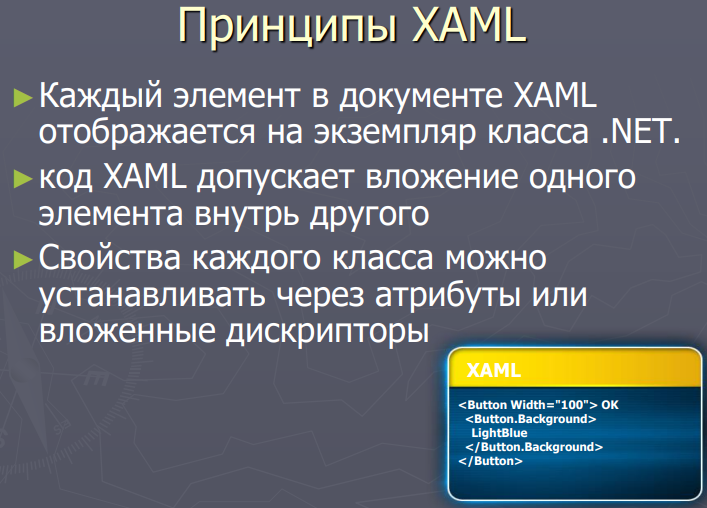 Принципы XAML
►Каждый элемент в документе XAML
отображается на экземпляр класса .NET.
►код XAML допускает вложение одного
элемента внутрь другого
►Свойства каждого класса можно
устанавливать через атрибуты или
вложенные дискрипторы
XAML
<Button Width="100"> OK
<Button.Background>
LightBlue
</Button.Background>
</Button>